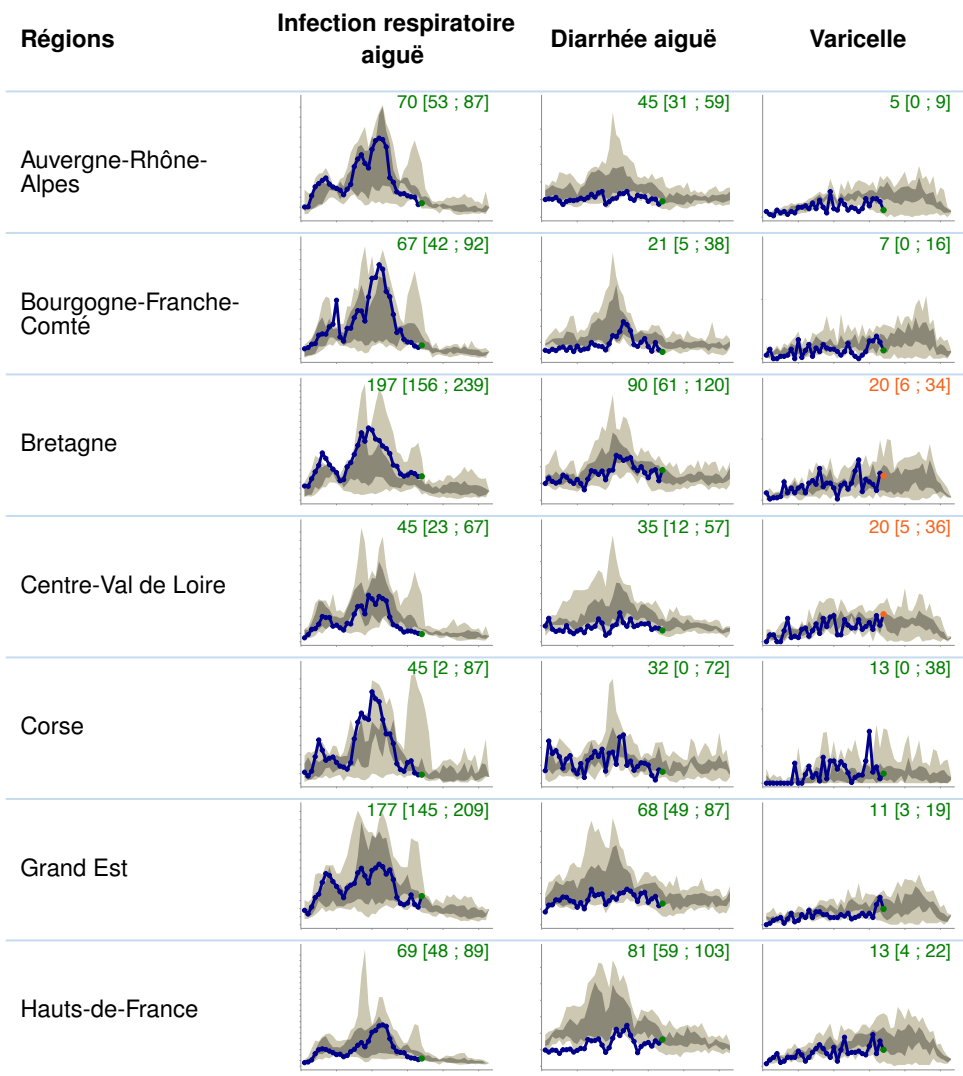 Régions
Infection respiratoire
aiguë
Diarrhée aiguë
Varicelle
Auvergne-Rhône-
Alpes
70 [53 ; 87]
45 [31 ; 59]
5 [0 ; 9]
Bourgogne-Franche-
Comté
67 [42 ; 92]
21 [5 ; 38]
7 [0 ; 16]
Bretagne
197 [156 ; 239]
90 [61 ; 120]
20 [6 ; 34]
Centre-Val de Loire
45 [23 ; 67]
35 [12 ; 57]
20 [5 ; 36]
Corse
45 [2 ; 87]
32 [0 ; 72]
13 [0 ; 38]
Grand Est
177 [145 ; 209]
68 [49 ; 87]
11 [3 ; 19]
Hauts-de-France
69 [48 ; 89]
81 [59 ; 103]
13 [4 ; 22]